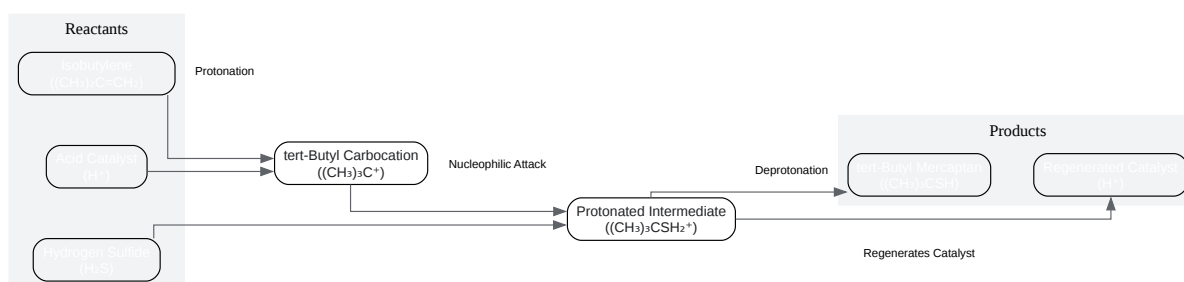 Reactants
Isobutylene
((CH₃)₂C=CH₂)
Protonation
Acid Catalyst
(H⁺)
tert-Butyl Carbocation
((CH₃)₃C⁺)
Nucleophilic Attack
Hydrogen Sulfide
(H₂S)
Protonated Intermediate
((CH₃)₃CSH₂⁺)
Deprotonation
Products
tert-Butyl Mercaptan
((CH₃)₃CSH)
Regenerated Catalyst
(H⁺)
Regenerates Catalyst